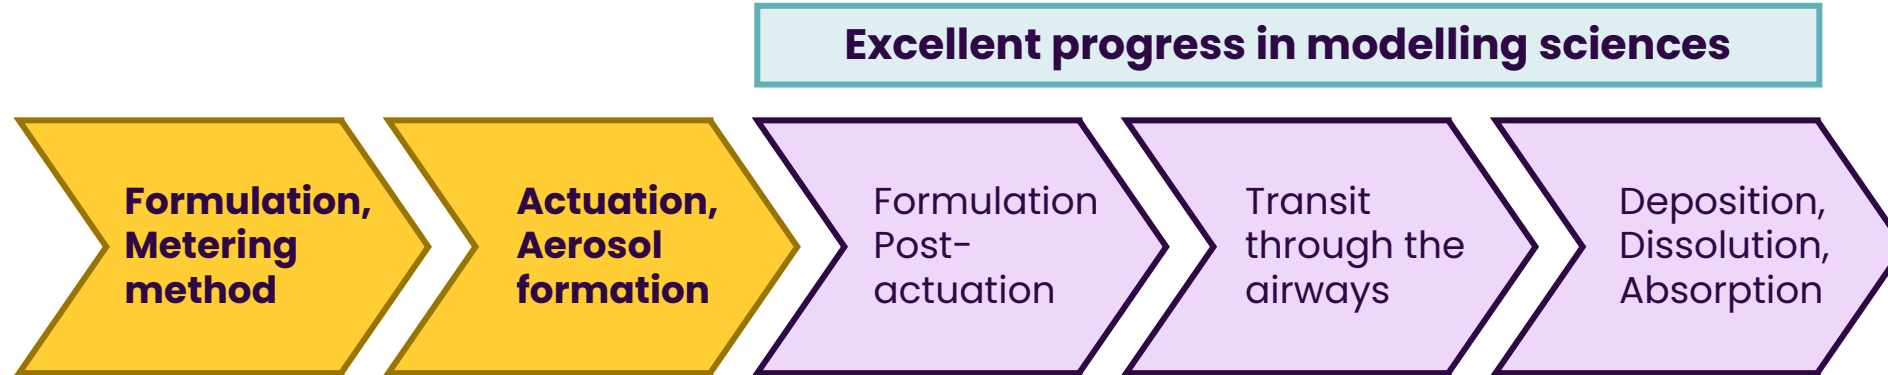 Excellent progress in modelling sciences
Formulation,
Metering
method
Actuation,
Aerosol
formation
Formulation
Post-
actuation
Transit
through the
airways
Deposition,
Dissolution,
Absorption